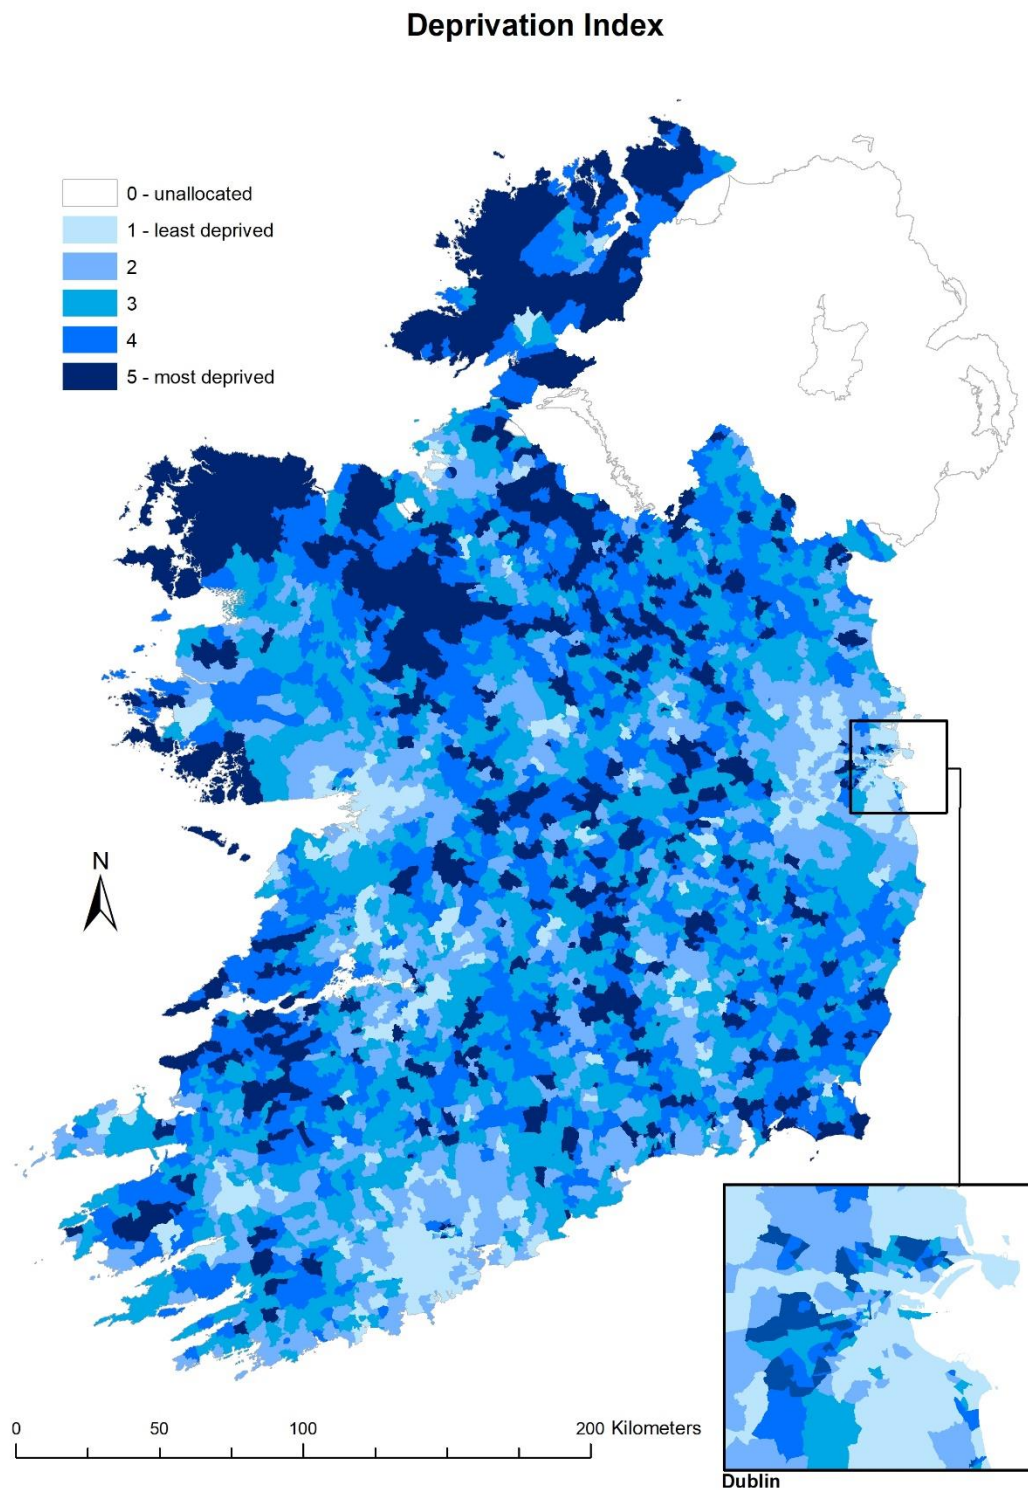 Deprivation Index
0 - unallocated
1 - least deprived
2
3
4
5 - most deprived
N
0 50 100 200 Kilometers
Dublin